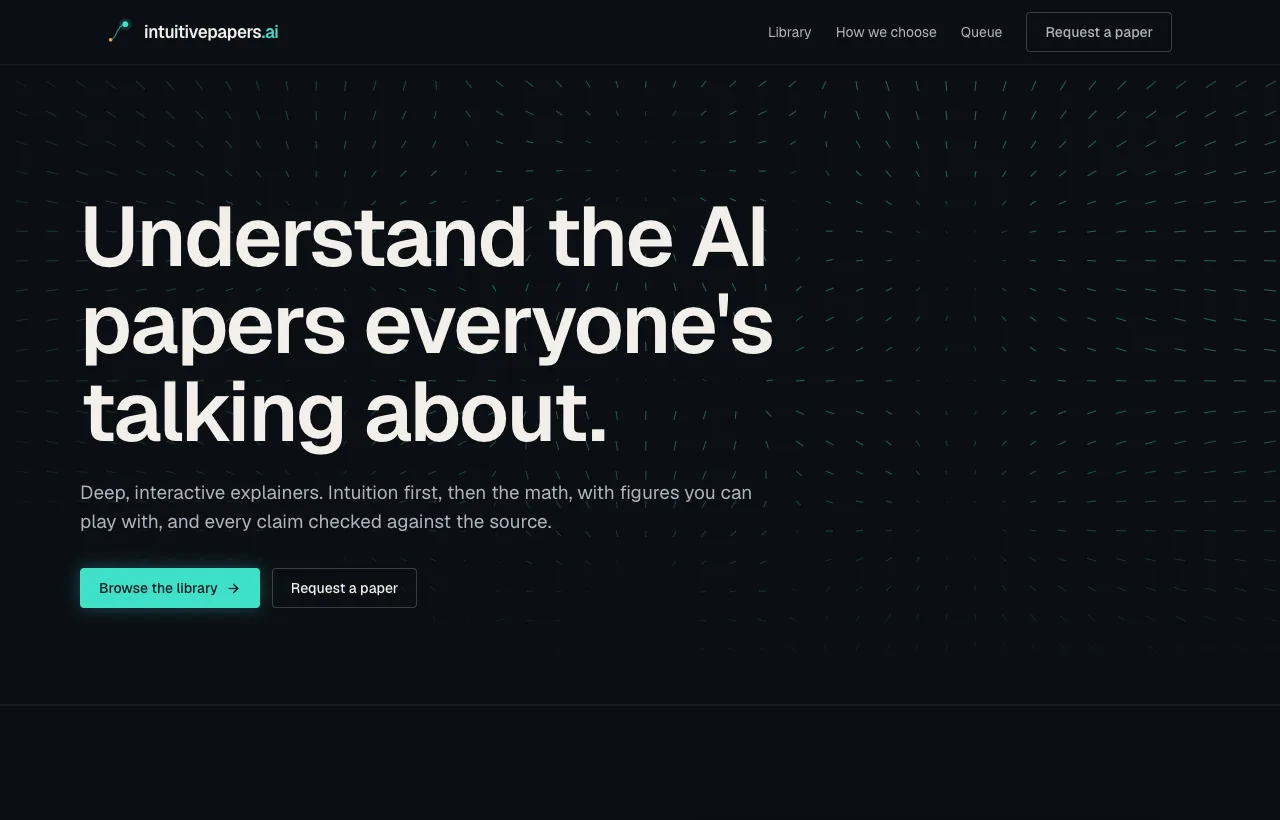 intuitivepapers.ai
Library
How we choose
Queue
Request a paper
Understand the AI
papers everyone's
talking about.
Deep, interactive explainers. Intuition first, then the math, with figures you can
play with, and every claim checked against the source.
Browse the library →
Request a paper